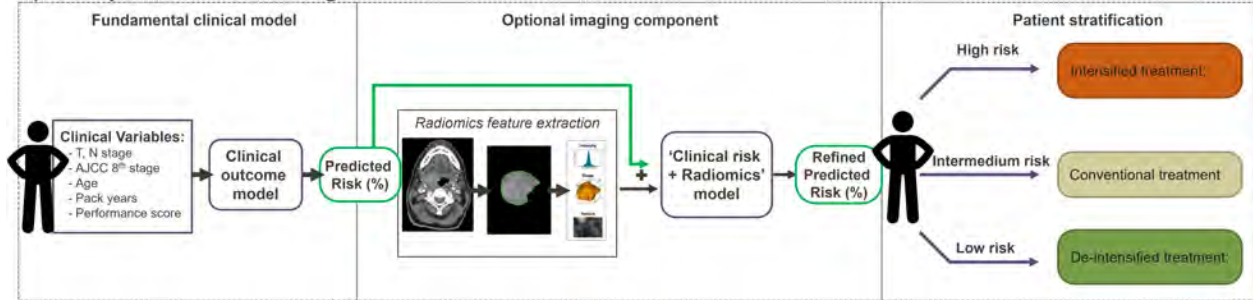 Fundamental clinical model
Optional imaging component
Patient stratification
Clinical Variables:
- T, N stage
- AJCC 8th stage
- Age
- Pack years
- Performance score
Clinical
outcome
model
Predicted
Risk (%)
Radiomics feature extraction
+
'Clinical risk
+ Radiomics'
model
Refined
Predicted
Risk (%)
High risk
Intensified treatment:
Intermedium risk
Conventional treatment
Low risk
De-intensified treatment: